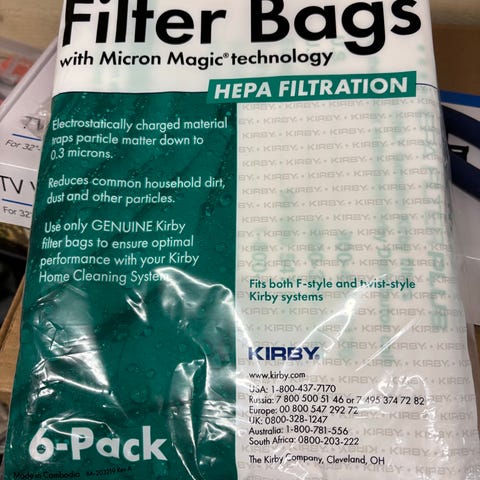 Filter Bags
with Micron Magic® technology
HEPA FILTRATION
Electrostatically charged material
traps particle matter down to
0.3 microns.
Reduces common household dirt,
dust and other particles.
Use only GENUINE Kirby
filter bags to ensure optimal
performance with your Kirby
Home Cleaning System.
Fits both F-style and twist-style
Kirby systems
KIRBY
www.kirby.com
USA: 1-800-437-7170
Russia: 7 800 500 51 46 or 7 495 374 72 82
Europe: 00 800 547 292 72
UK: 0800-328-1247
Australia: 1-800-781-556
South Africa: 0800-203-222
The Kirby Company, Cleveland, OH
6-Pack
Made in Cambodia
TV
For 32"
For 32"